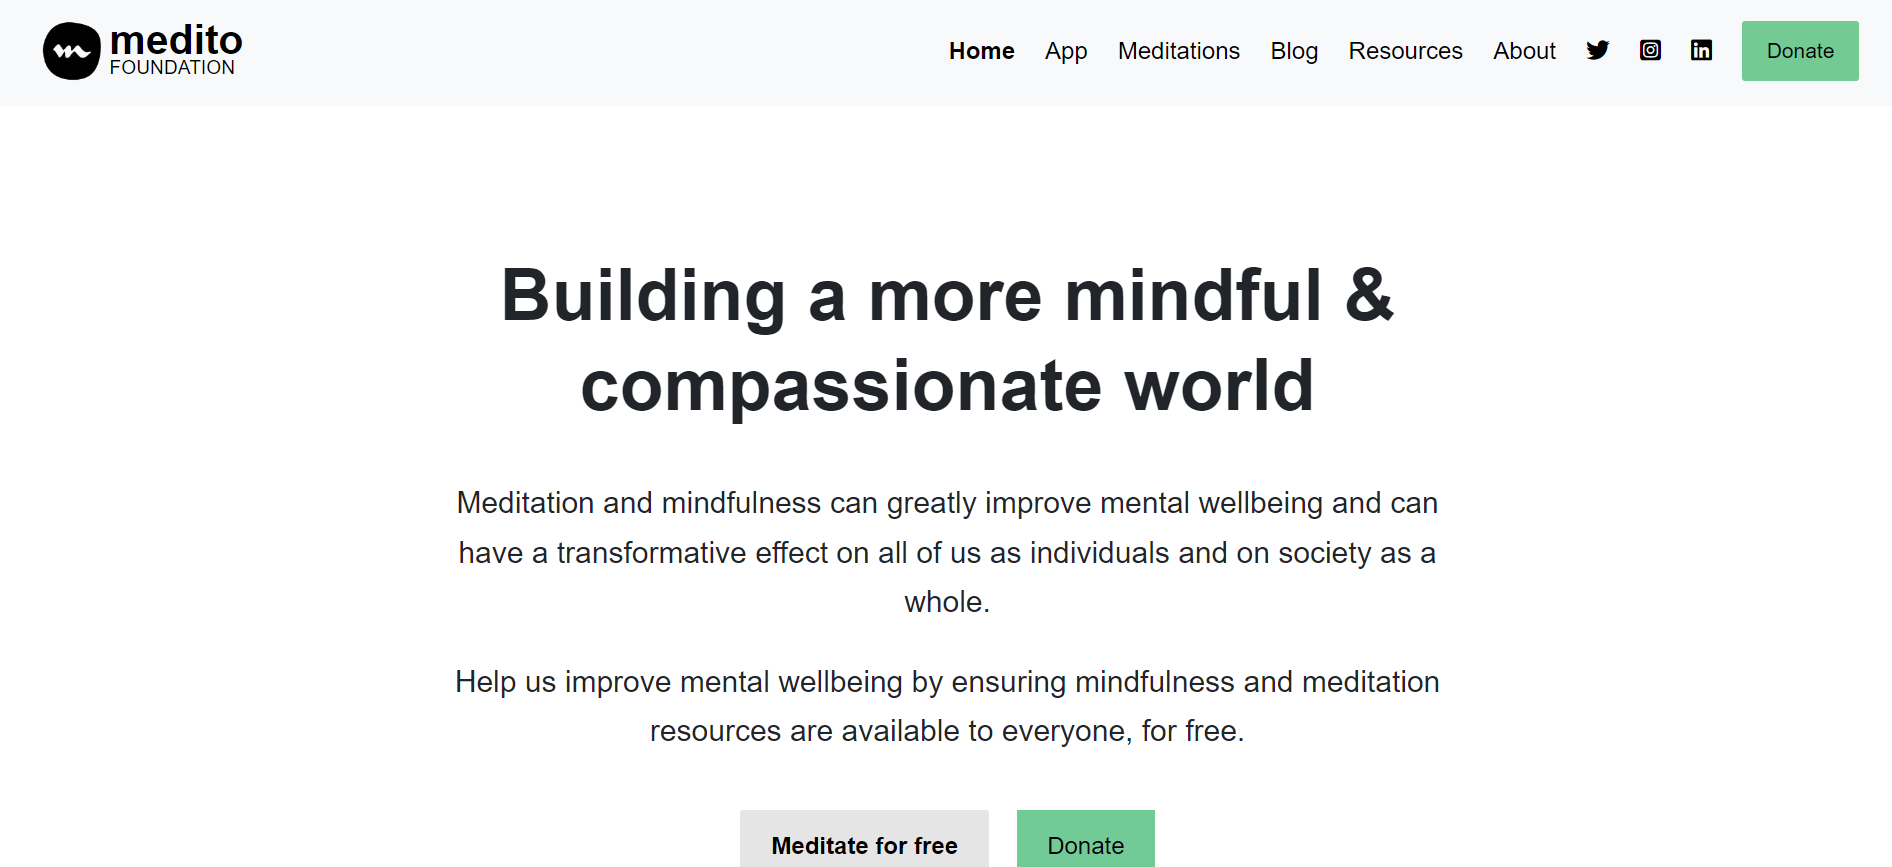 medito
FOUNDATION
Home App Meditations Blog Resources About Donate
Building a more mindful &
compassionate world
Meditation and mindfulness can greatly improve mental wellbeing and can
have a transformative effect on all of us as individuals and on society as a
whole.
Help us improve mental wellbeing by ensuring mindfulness and meditation
resources are available to everyone, for free.
Meditate for free Donate